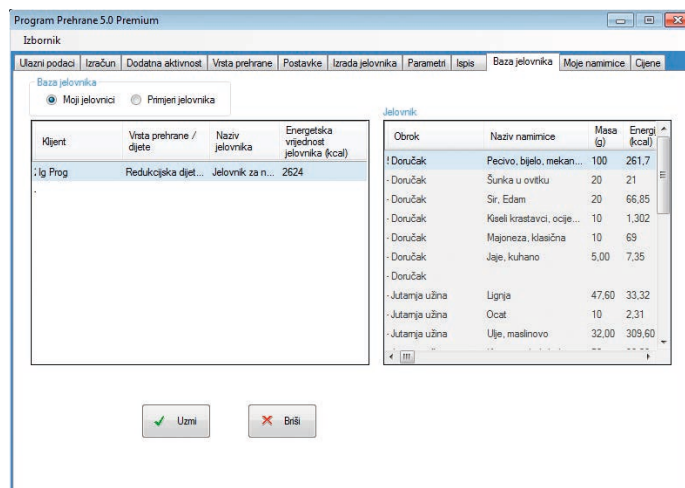 Program Prehrane 5.0 Premium
Izbornik
Ulazni podaci Izračun Dodatna aktivnost Vrsta prehrane Postavke Izrada jelovnika Parametri Ispis Baza jelovnika Moje namirnice Cijene
Baza jelovnika
Moji jelovnici Primjeri jelovnika
Jelovnik
Klijent Vrsta prehrane / dijete Naziv jelovnika Energetska vrijednost jelovnika (kcal)
Ig Prog Redukcijska dijet... Jelovnik za n... 2624
Obrok Naziv namirnice Masa (g) Energi (kcal)
! Doručak Pecivo, bijelo, mekan... 100 261,7
- Doručak Šunka u ovitku 20 21
- Doručak Sir, Edam 20 66,85
- Doručak Kiseli krastavci, ocije... 10 1,302
- Doručak Majoneza, klasična 10 69
- Doručak Jaje, kuhano 5,00 7,35
- Doručak
- Jutarnja užina Lignja 47,60 33,32
- Jutarnja užina Ocat 10 2,31
- Jutarnja užina Ulje, maslinovo 32,00 309,60
Uzmi Briši